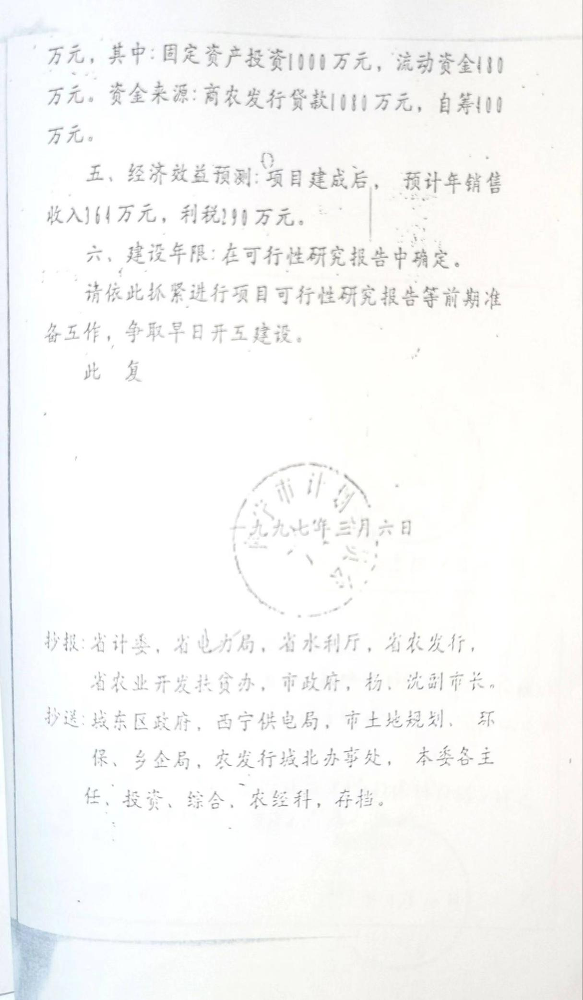 万元，其中：固定资产投资1000万元，流动资金480
万元。资金来源：商农发行贷款1080万元，自筹400
万元。
五、经济效益预测：项目建成后，预计年销售
收入364万元，利税290万元。
六、建设年限：在可行性研究报告中确定。
请依此抓紧进行项目可行性研究报告等前期准
备工作，争取早日开工建设。
此 复
市计划
一九九七年三月六日
抄报：省计委，省电力局，省水利厅，省农发行，
省农业开发扶贫办，市政府，杨、沈副市长。
抄送：城东区政府，西宁供电局，市土地规划、环
保、乡企局，农发行城北办事处，本委各主
任、投资、综合、农经科，存档。